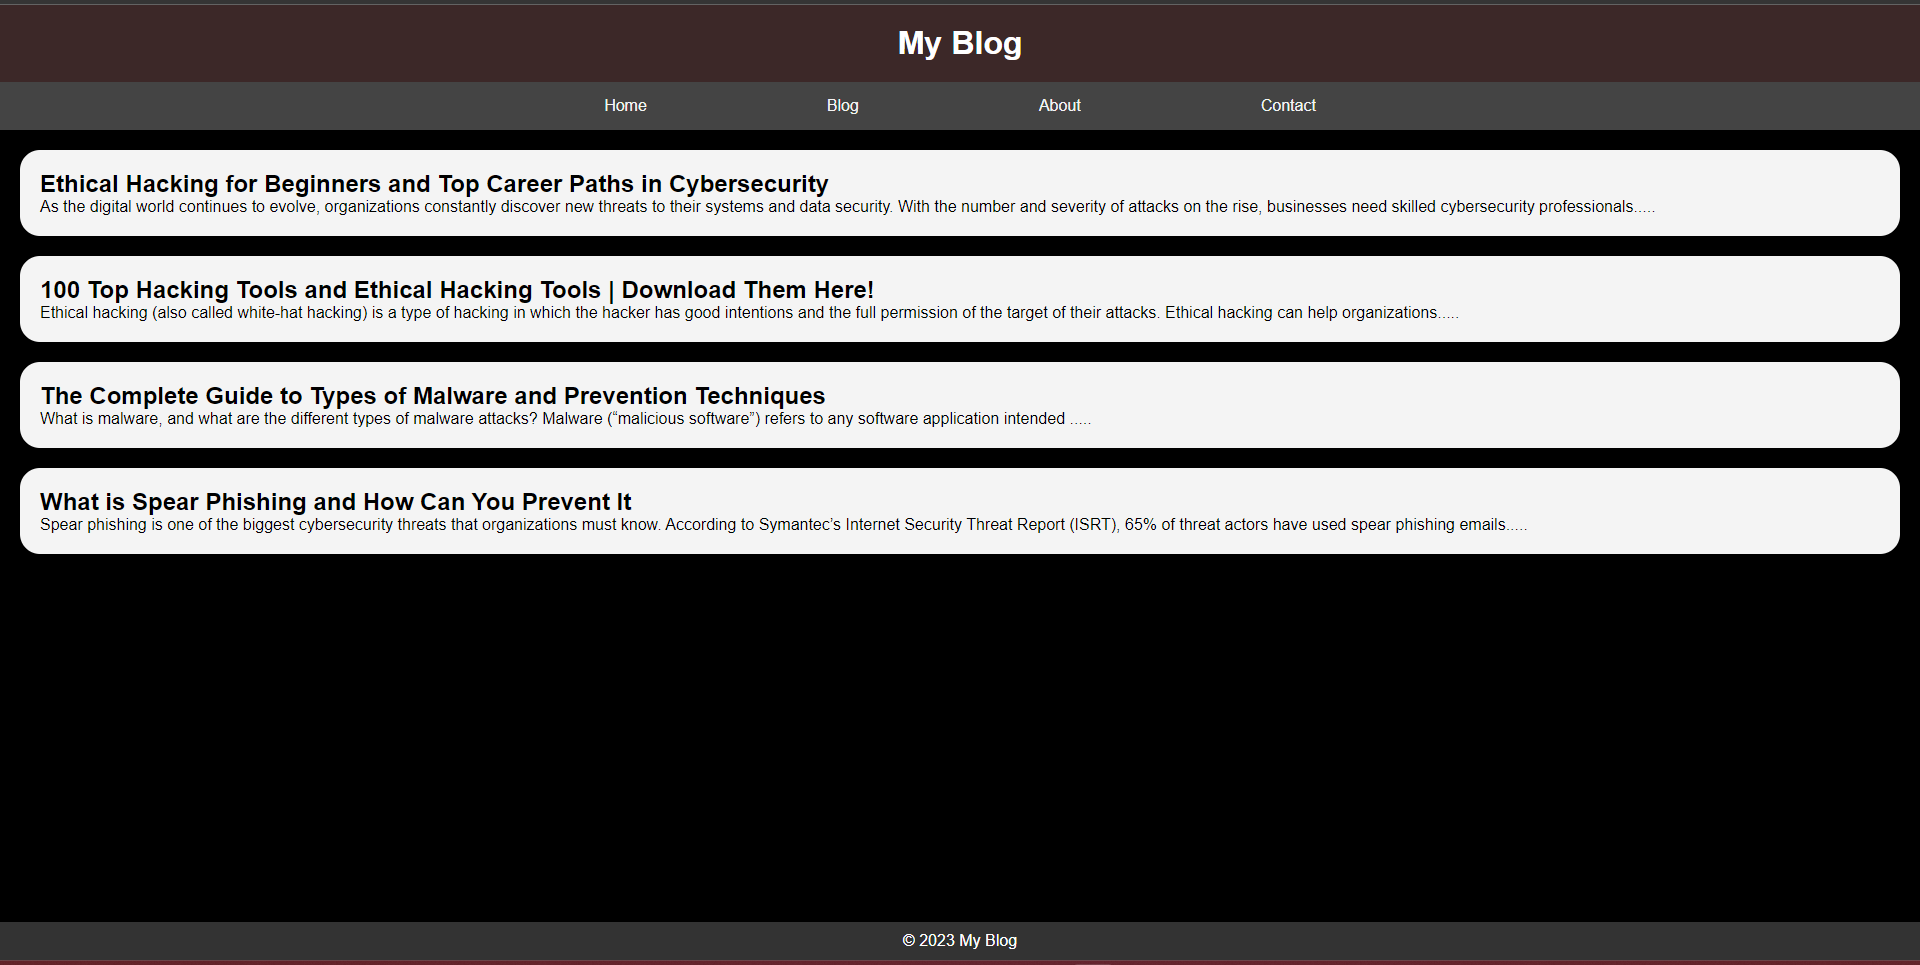 My Blog
Home Blog About Contact
Ethical Hacking for Beginners and Top Career Paths in Cybersecurity
As the digital world continues to evolve, organizations constantly discover new threats to their systems and data security. With the number and severity of attacks on the rise, businesses need skilled cybersecurity professionals.....
100 Top Hacking Tools and Ethical Hacking Tools | Download Them Here!
Ethical hacking (also called white-hat hacking) is a type of hacking in which the hacker has good intentions and the full permission of the target of their attacks. Ethical hacking can help organizations.....
The Complete Guide to Types of Malware and Prevention Techniques
What is malware, and what are the different types of malware attacks? Malware (“malicious software”) refers to any software application intended .....
What is Spear Phishing and How Can You Prevent It
Spear phishing is one of the biggest cybersecurity threats that organizations must know. According to Symantec’s Internet Security Threat Report (ISRT), 65% of threat actors have used spear phishing emails.....
© 2023 My Blog